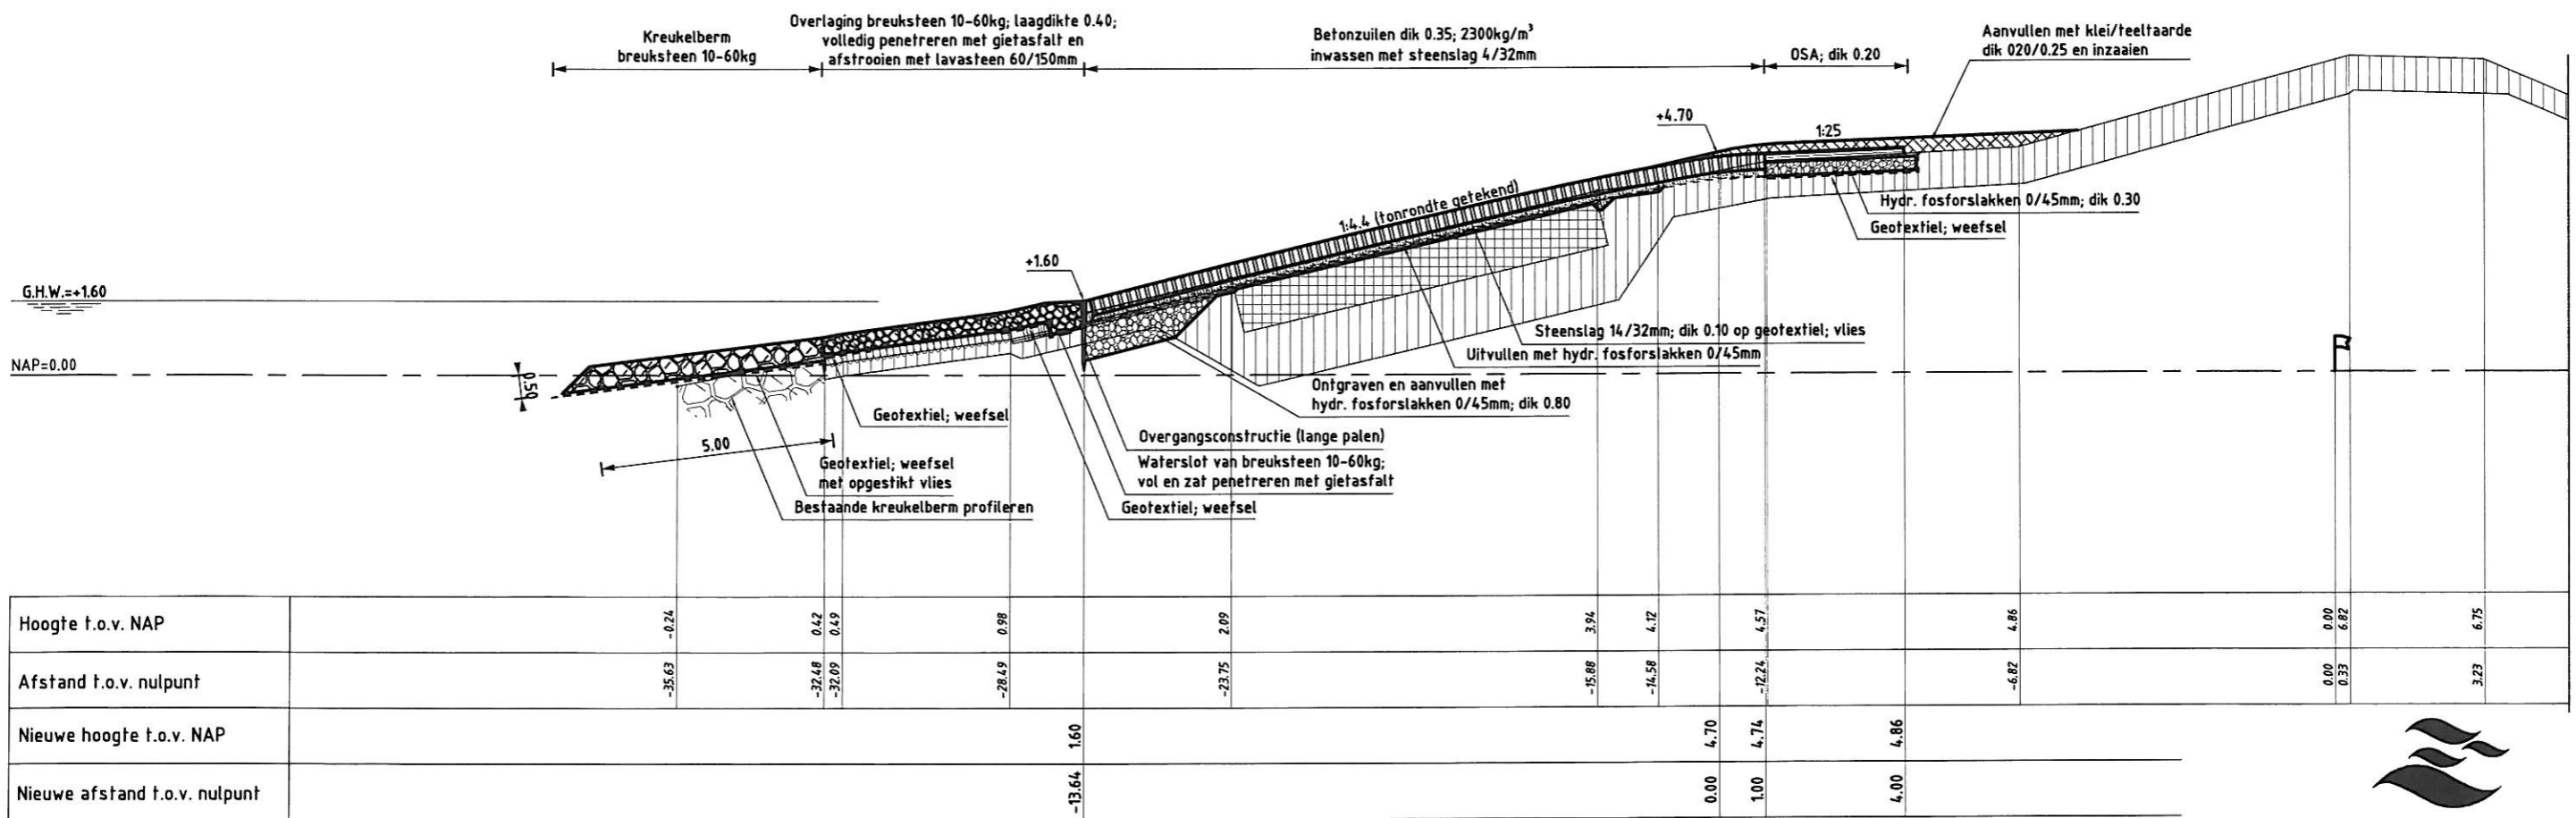 Kreukelberm
breuksteen 10-60kg
Overlaging breuksteen 10-60kg; laagdikte 0.40;
volledig penetreren met gietasfalt en
afstrooien met lavasteen 60/150mm
Betonzuilen dik 0.35; 2300kg/m³
inwassen met steenslag 4/32mm
OSA; dik 0.20
Aanvullen met klei/teeltaarde
dik 020/0.25 en inzaaien
+4.70
1:25
1:4.4 (tonrondte getekend)
Hydr. fosforslakken 0/45mm; dik 0.30
Geotextiel; weefsel
+1.60
G.H.W.=+1.60
Steenslag 14/32mm; dik 0.10 op geotextiel; vlies
Uitvullen met hydr. fosforslakken 0/45mm
NAP=0.00
0.50
Ontgraven en aanvullen met
hydr. fosforslakken 0/45mm; dik 0.80
Geotextiel; weefsel
5.00
Overgangsconstructie (lange palen)
Geotextiel; weefsel
met opgestikt vlies
Waterslot van breuksteen 10-60kg;
vol en zat penetreren met gietasfalt
Bestaande kreukelberm profileren
Geotextiel; weefsel
Hoogte t.o.v. NAP -0.24 0.42 0.49 0.98 2.09 3.94 4.12 4.57 4.86 0.00 6.82 6.75
Afstand t.o.v. nulpunt -35.63 -32.48 -32.09 -28.49 -23.75 -15.88 -14.58 -12.24 -6.82 0.00 0.33 3.23
Nieuwe hoogte t.o.v. NAP 1.60 4.70 4.74 4.86
Nieuwe afstand t.o.v. nulpunt -13.64 0.00 1.00 4.00